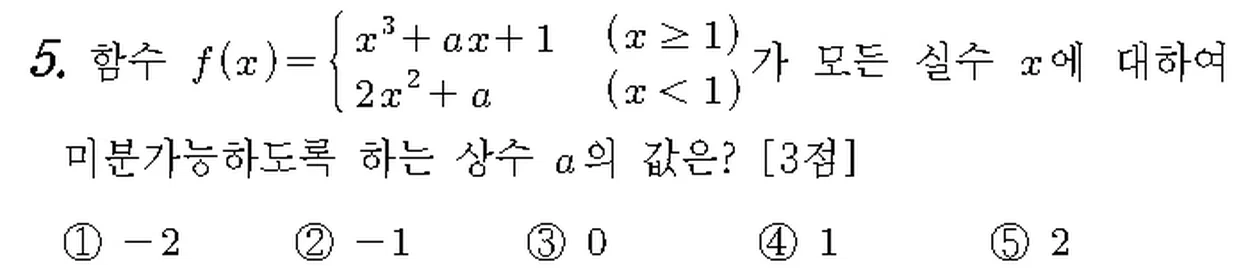 5. 함수 f(x)={ x³+ax+1 (x≥1)
2x²+a (x<1) 가 모든 실수 x에 대하여
미분가능하도록 하는 상수 a의 값은? [3점]
① -2 ② -1 ③ 0 ④ 1 ⑤ 2